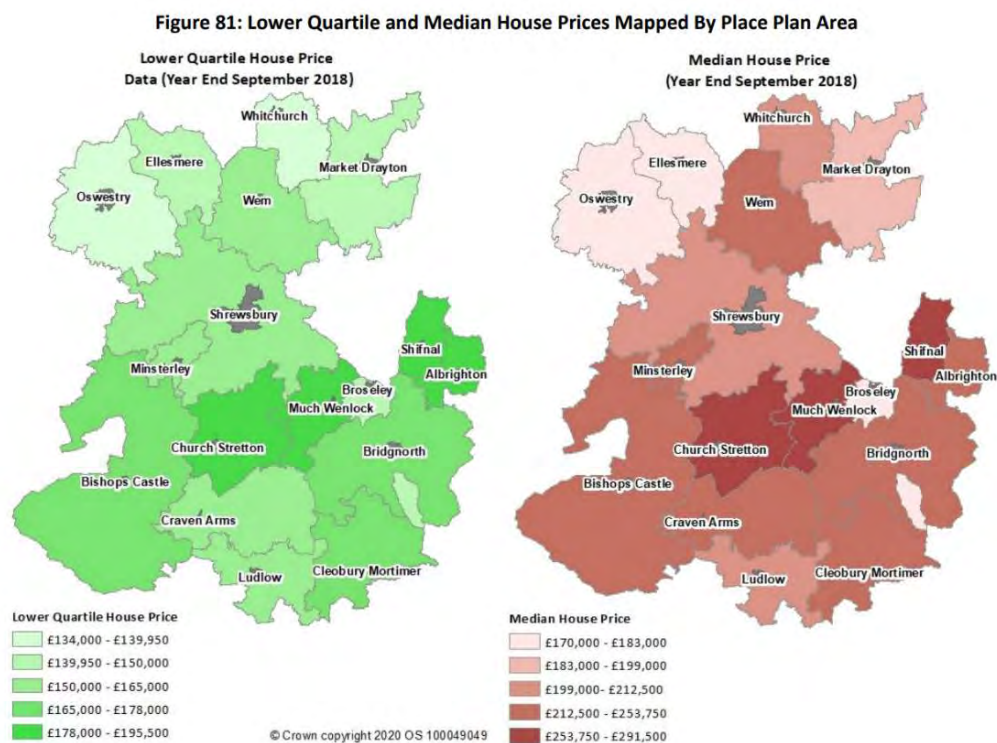 Figure 81: Lower Quartile and Median House Prices Mapped By Place Plan Area
Lower Quartile House Price
Data (Year End September 2018)
Whitchurch
Ellesmere
Market Drayton
Oswestry
Wem
Shrewsbury
Shifnal
Minsterley
Albrighton
Broseley
Much Wenlock
Church Stretton
Bridgnorth
Bishops Castle
Craven Arms
Ludlow
Cleobury Mortimer
Lower Quartile House Price
£134,000 - £139,950
£139,950 - £150,000
£150,000 - £165,000
£165,000 - £178,000
£178,000 - £195,500
© Crown copyright 2020 OS 100049049
Median House Price
(Year End September 2018)
Whitchurch
Ellesmere
Market Drayton
Oswestry
Wem
Shrewsbury
Shifnal
Minsterley
Albrighton
Broseley
Much Wenlock
Church Stretton
Bridgnorth
Bishops Castle
Craven Arms
Ludlow
Cleobury Mortimer
Median House Price
£170,000 - £183,000
£183,000 - £199,000
£199,000- £212,500
£212,500 - £253,750
£253,750 - £291,500